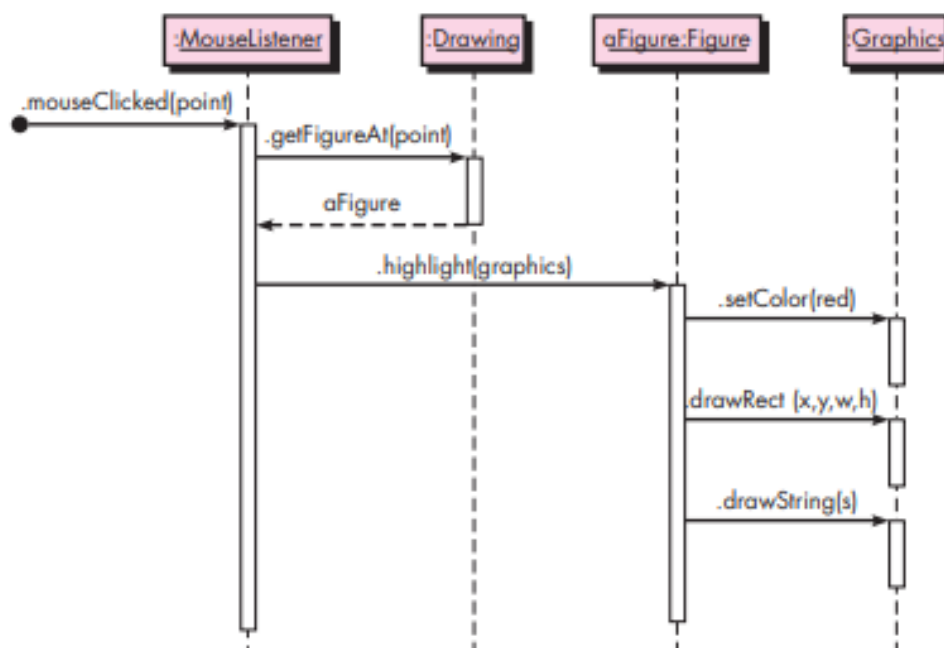 :MouseListener
:Drawing
aFigure:Figure
:Graphics
.mouseClicked(point)
.getFigureAt(point)
aFigure
.highlight(graphics)
.setColor(red)
.drawRect (x,y,w,h)
.drawString(s)